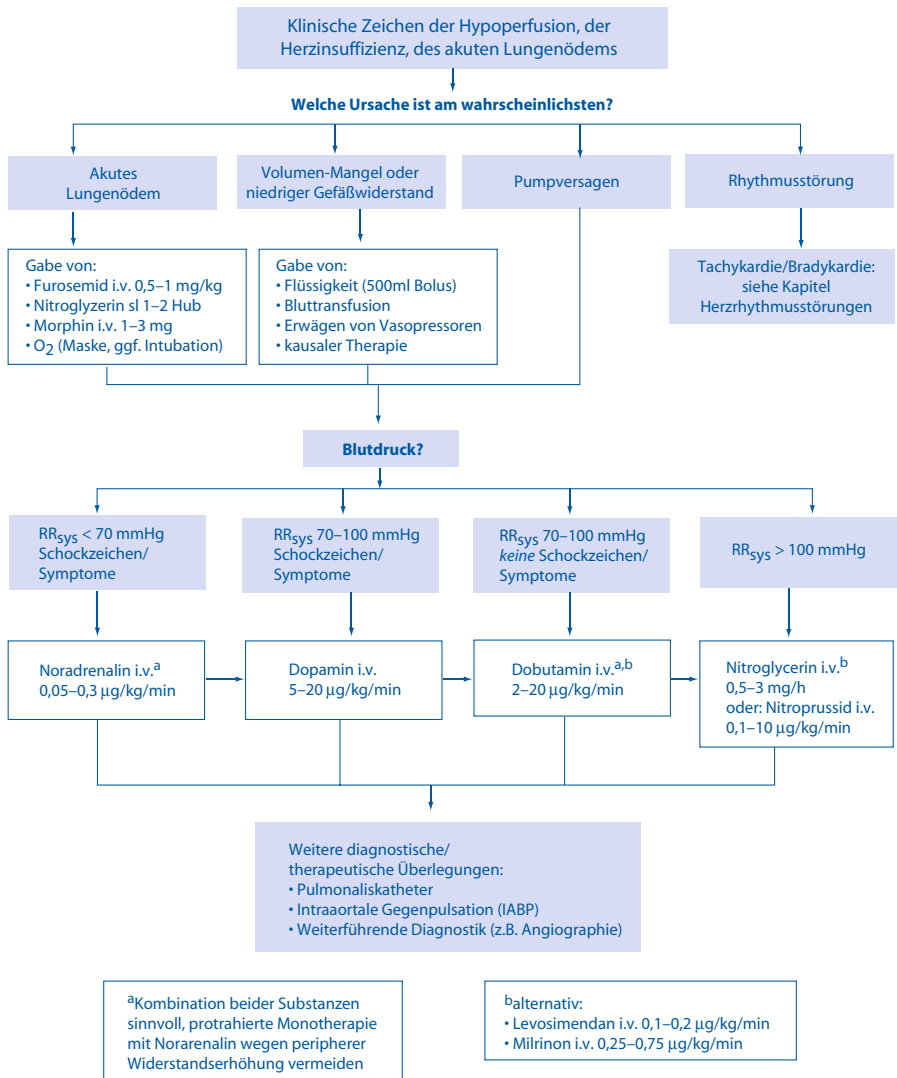 Klinische Zeichen der Hypoperfusion, der
Herzinsuffizienz, des akuten Lungenödems
Welche Ursache ist am wahrscheinlichsten?
Akutes
Lungenödem
Volumen-Mangel oder
niedriger Gefäßwiderstand
Pumpversagen
Rhythmusstörung
Gabe von:
• Furosemid i.v. 0,5–1 mg/kg
• Nitroglyzerin sl 1–2 Hub
• Morphin i.v. 1–3 mg
• O2 (Maske, ggf. Intubation)
Gabe von:
• Flüssigkeit (500ml Bolus)
• Bluttransfusion
• Erwägen von Vasopressoren
• kausaler Therapie
Tachykardie/Bradykardie:
siehe Kapitel
Herzrhythmusstörungen
Blutdruck?
RRsys < 70 mmHg
Schockzeichen/
Symptome
RRsys 70–100 mmHg
Schockzeichen/
Symptome
RRsys 70–100 mmHg
keine Schockzeichen/
Symptome
RRsys > 100 mmHg
Noradrenalin i.v.a
0,05–0,3 µg/kg/min
Dopamin i.v.
5–20 µg/kg/min
Dobutamin i.v.a,b
2–20 µg/kg/min
Nitroglycerin i.v.b
0,5–3 mg/h
oder: Nitroprussid i.v.
0,1–10 µg/kg/min
Weitere diagnostische/
therapeutische Überlegungen:
• Pulmonaliskatheter
• Intraaortale Gegenpulsation (IABP)
• Weiterführende Diagnostik (z.B. Angiographie)
aKombination beider Substanzen
sinnvoll, protrahierte Monotherapie
mit Norarenalin wegen peripherer
Widerstandserhöhung vermeiden
balternativ:
• Levosimendan i.v. 0,1–0,2 µg/kg/min
• Milrinon i.v. 0,25–0,75 µg/kg/min